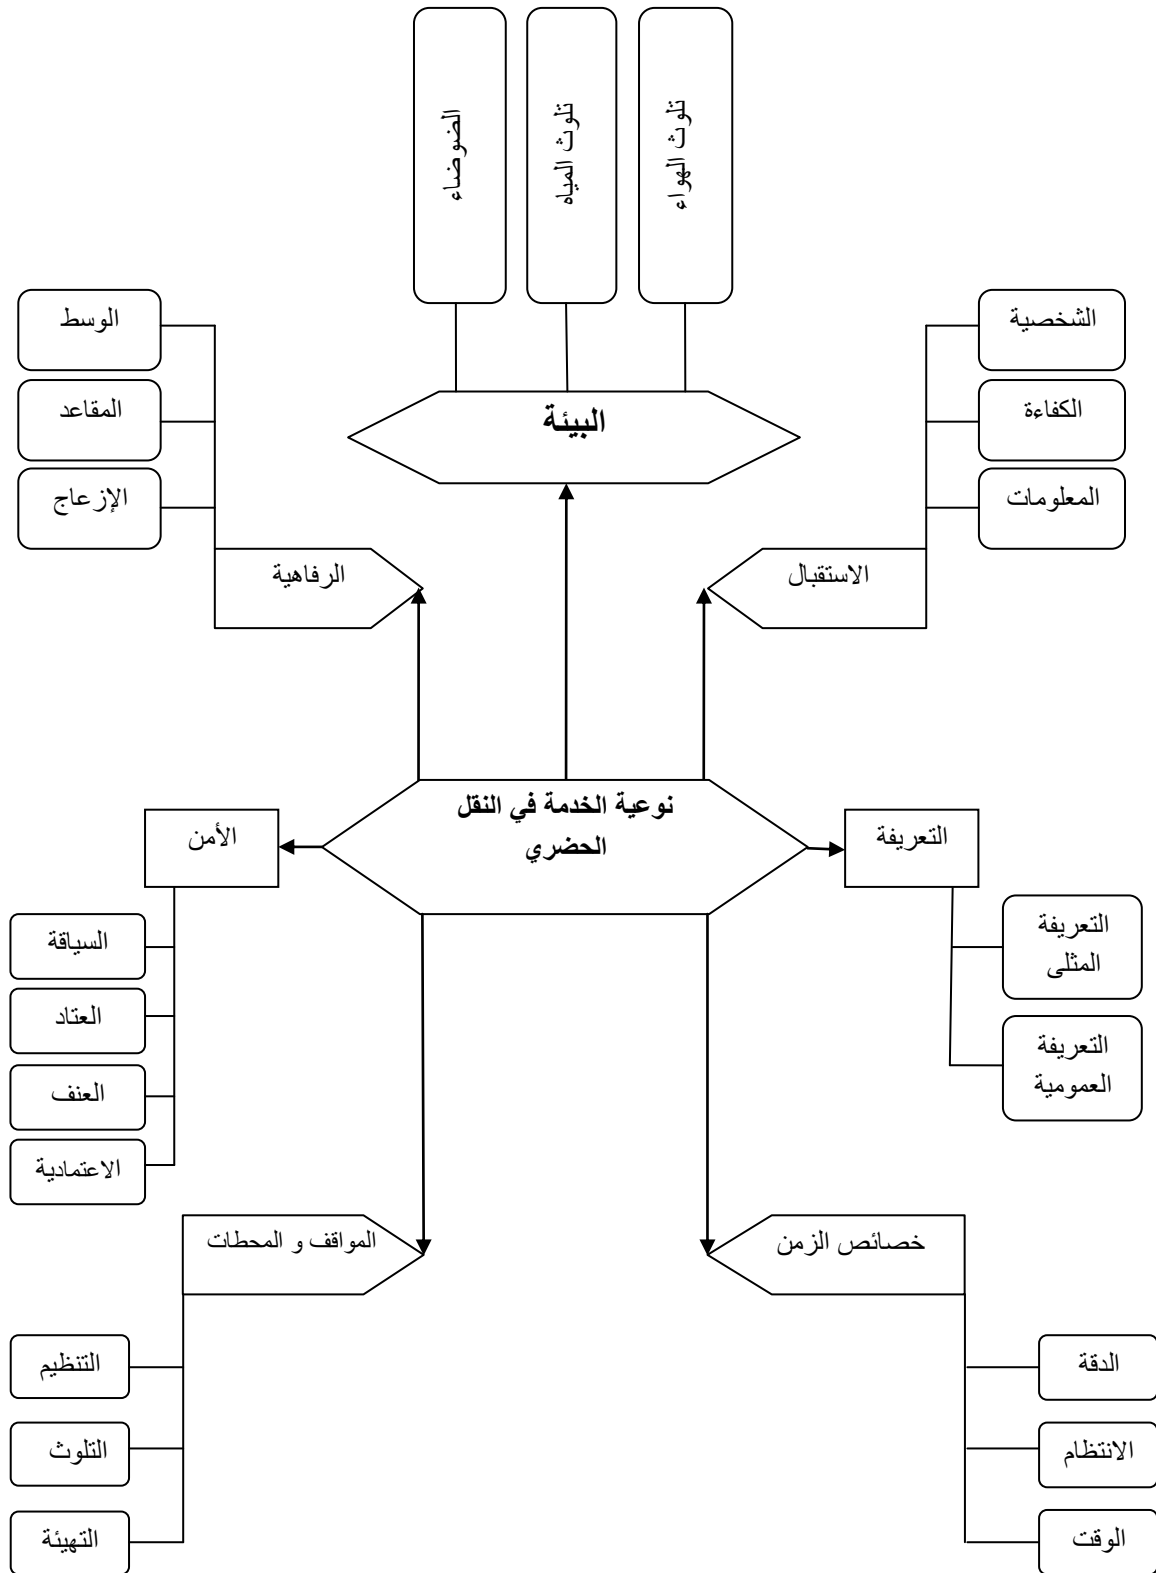 تلوث الهواء
تلوث المياه
الضوضاء
الشخصية
الوسط
الكفاءة
المقاعد
البيئة
المعلومات
الإزعاج
الاستقبال
الرفاهية
نوعية الخدمة في النقل
الحضري
التعريفة
الأمن
التعريفة
المثلى
السياقة
العتاد
التعريفة
العمومية
العنف
الاعتمادية
خصائص الزمن
المواقف و المحطات
الدقة
التنظيم
الانتظام
التلوث
الوقت
التهيئة